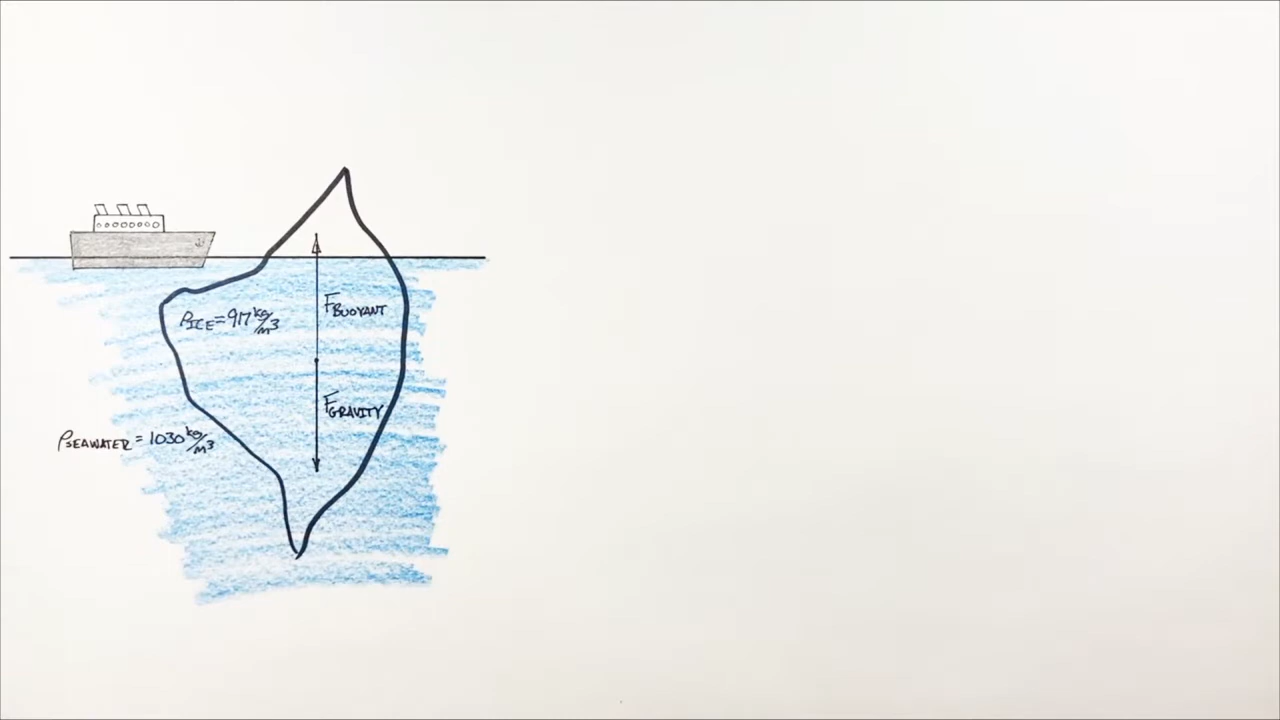 ρICE = 917 kg/m³
FBUOYANT
FGRAVITY
ρSEAWATER = 1030 kg/m³